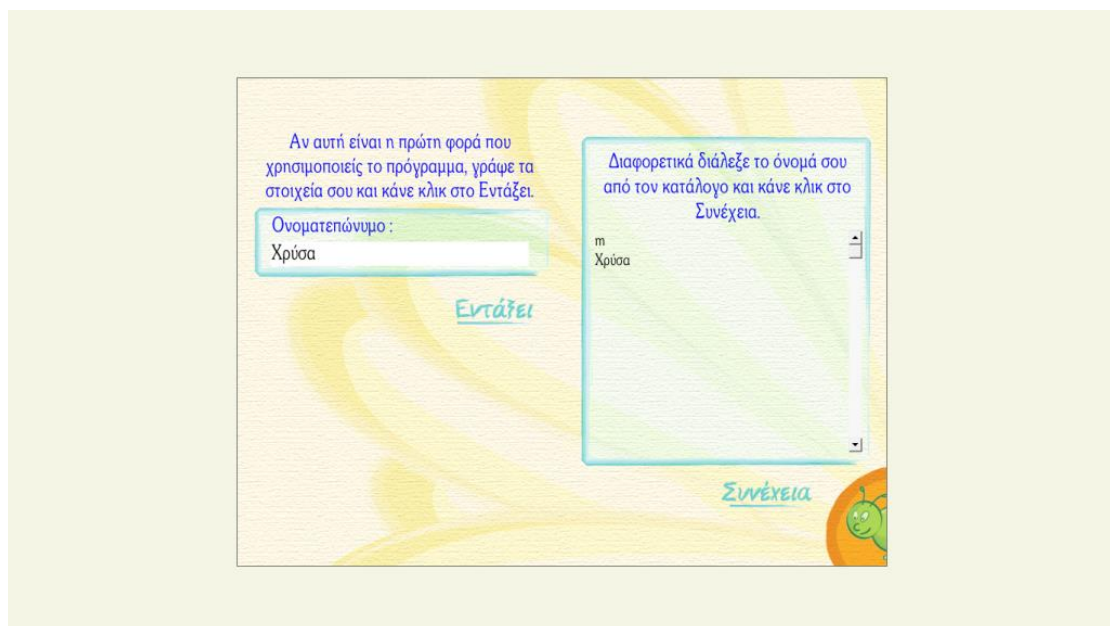 Αν αυτή είναι η πρώτη φορά που
χρησιμοποιείς το πρόγραμμα, γράψε τα
στοιχεία σου και κάνε κλικ στο Εντάξει.
Ονοματεπώνυμο :
Χρύσα
Εντάξει
Διαφορετικά διάλεξε το όνομά σου
από τον κατάλογο και κάνε κλικ στο
Συνέχεια.
m
Χρύσα
Συνέχεια